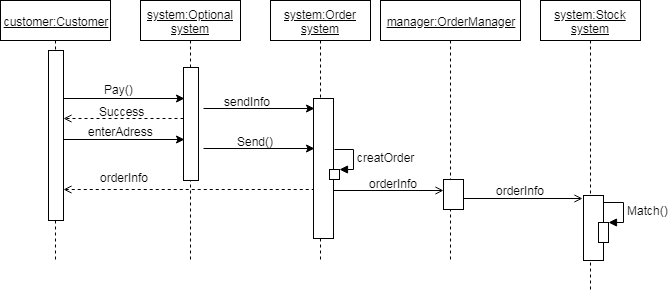 customer:Customer
system:Optional
system
system:Order
system
manager:OrderManager
system:Stock
system
Pay()
sendInfo
Success
enterAdress
Send()
creatOrder
orderInfo
orderInfo
orderInfo
Match()